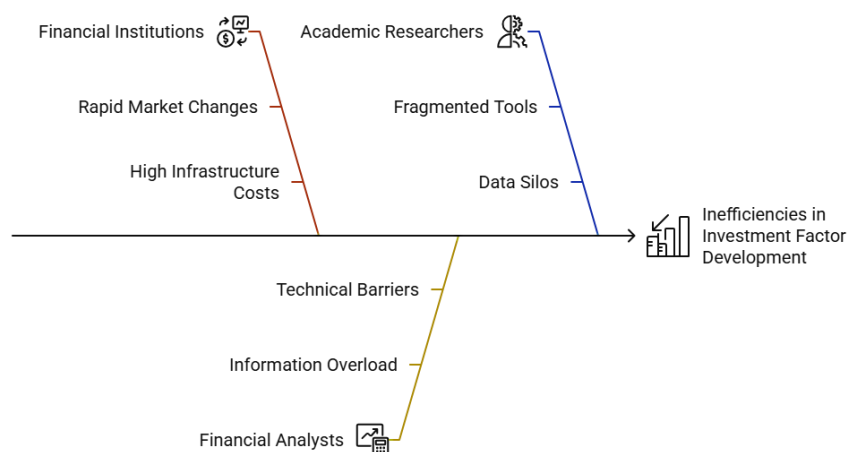 Financial Institutions
Rapid Market Changes
High Infrastructure
Costs
Academic Researchers
Fragmented Tools
Data Silos
Inefficiencies in
Investment Factor
Development
Technical Barriers
Information Overload
Financial Analysts